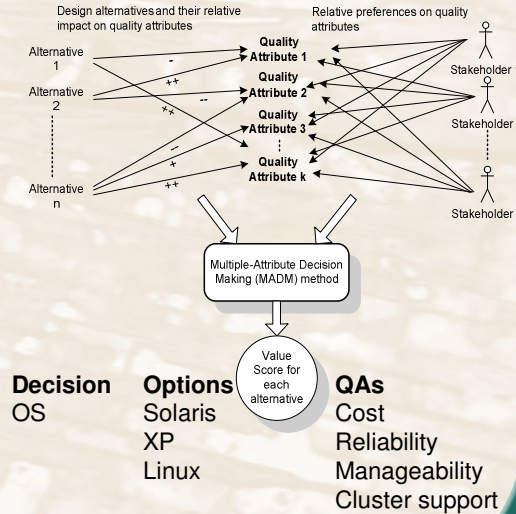 Design alternatives and their relative
impact on quality attributes
Relative preferences on quality
attributes
Alternative
1
Alternative
2
Alternative
n
-
++
--
++
--
+
++
Quality
Attribute 1
Quality
Attribute 2
Quality
Attribute 3
Quality
Attribute k
Stakeholder
Stakeholder
Stakeholder
Multiple-Attribute Decision
Making (MADM) method
Value
Score for
each
alternative
Decision
OS
Options
Solaris
XP
Linux
QAs
Cost
Reliability
Manageability
Cluster support